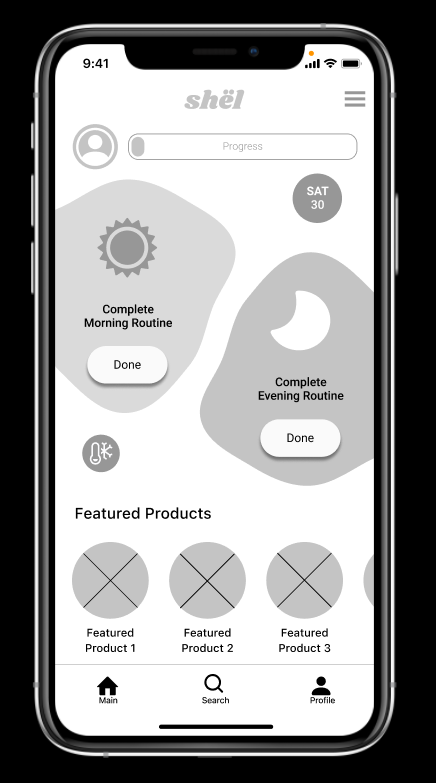 9:41
shël
Progress
SAT
30
Complete
Morning Routine
Done
Complete
Evening Routine
Done
Featured Products
Featured
Product 1
Featured
Product 2
Featured
Product 3
Main
Search
Profile